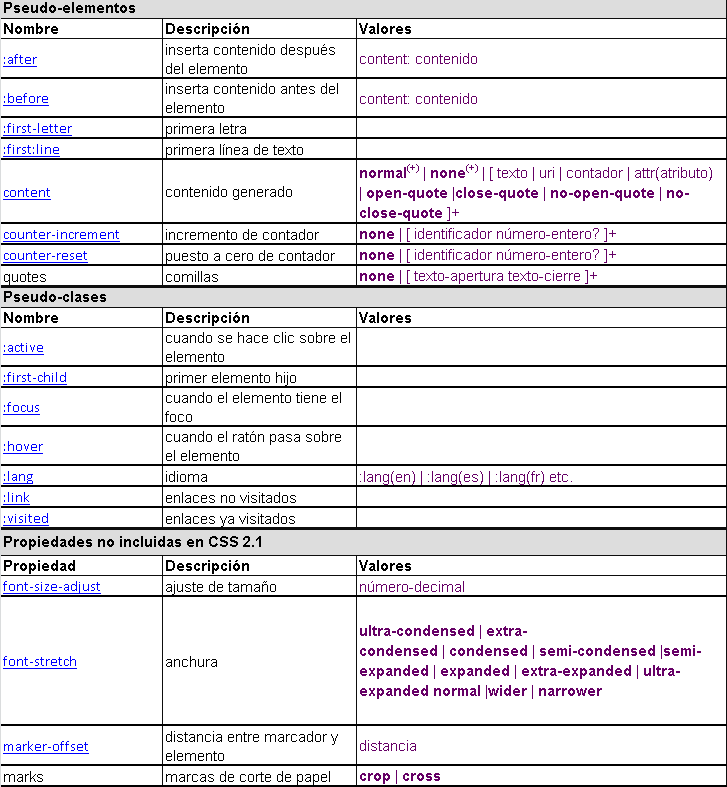 Pseudo-elementos
Nombre Descripción Valores
:after inserta contenido después del elemento content: contenido
:before inserta contenido antes del elemento content: contenido
:first-letter primera letra
:first:line primera línea de texto
content contenido generado normal(+) | none(+) | [ texto | uri | contador | attr(atributo) | open-quote |close-quote | no-open-quote | no-close-quote ]+
counter-increment incremento de contador none | [ identificador número-entero? ]+
counter-reset puesto a cero de contador none | [ identificador número-entero? ]+
quotes comillas none | [ texto-apertura texto-cierre ]+
Pseudo-clases
Nombre Descripción Valores
:active cuando se hace clic sobre el elemento
:first-child primer elemento hijo
:focus cuando el elemento tiene el foco
:hover cuando el ratón pasa sobre el elemento
:lang idioma :lang(en) | :lang(es) | :lang(fr) etc.
:link enlaces no visitados
:visited enlaces ya visitados
Propiedades no incluidas en CSS 2.1
Propiedad Descripción Valores
font-size-adjust ajuste de tamaño número-decimal
font-stretch anchura ultra-condensed | extra-condensed | condensed | semi-condensed |semi-expanded | expanded | extra-expanded | ultra-expanded normal |wider | narrower
marker-offset distancia entre marcador y elemento distancia
marks marcas de corte de papel crop | cross